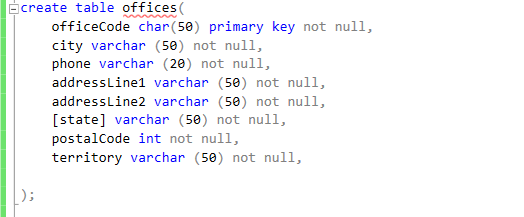 create table offices(
officeCode char(50) primary key not null,
city varchar (50) not null,
phone varchar (20) not null,
addressLine1 varchar (50) not null,
addressLine2 varchar (50) not null,
[state] varchar (50) not null,
postalCode int not null,
territory varchar (50) not null,
);